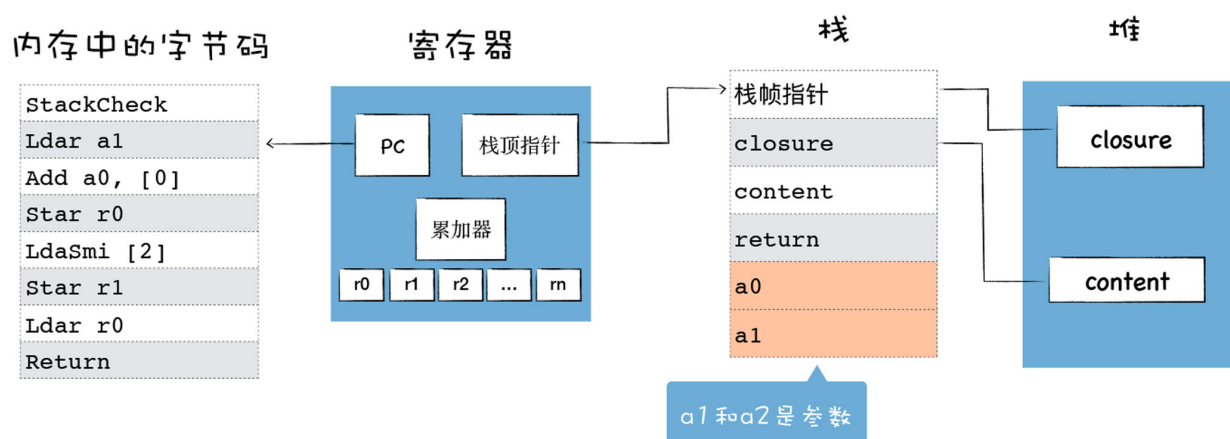 内存中的字节码
StackCheck
Ldar a1
Add a0, [0]
Star r0
LdaSmi [2]
Star r1
Ldar r0
Return
寄存器
PC
栈顶指针
累加器
r0 r1 r2 ... rn
栈
栈帧指针
closure
content
return
a0
a1
a1和a2是参数
堆
closure
content